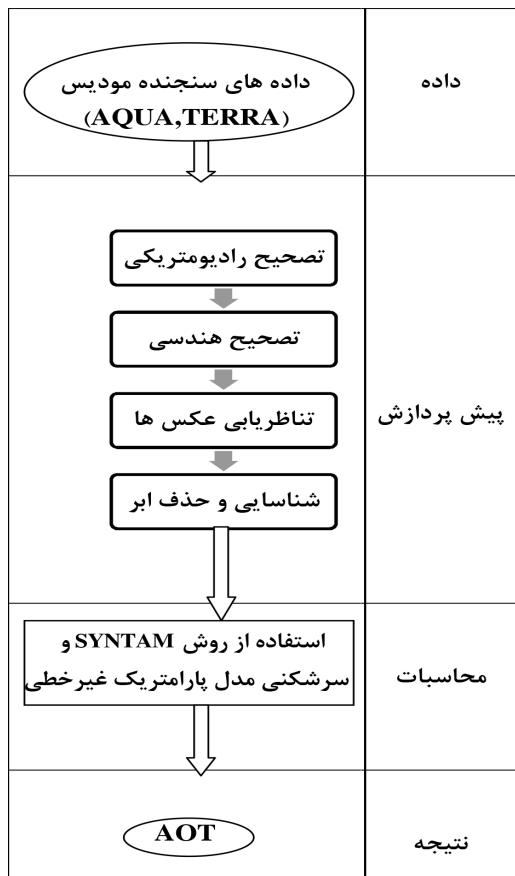 داده
داده های سنجنده مودیس
(AQUA,TERRA)
پیش پردازش
تصحیح رادیومتریکی
تصحیح هندسی
تناظریابی عکس ها
شناسایی و حذف ابر
محاسبات
استفاده از روش SYNTAM و
سرشکنی مدل پارامتریک غیرخطی
نتیجه
AOT